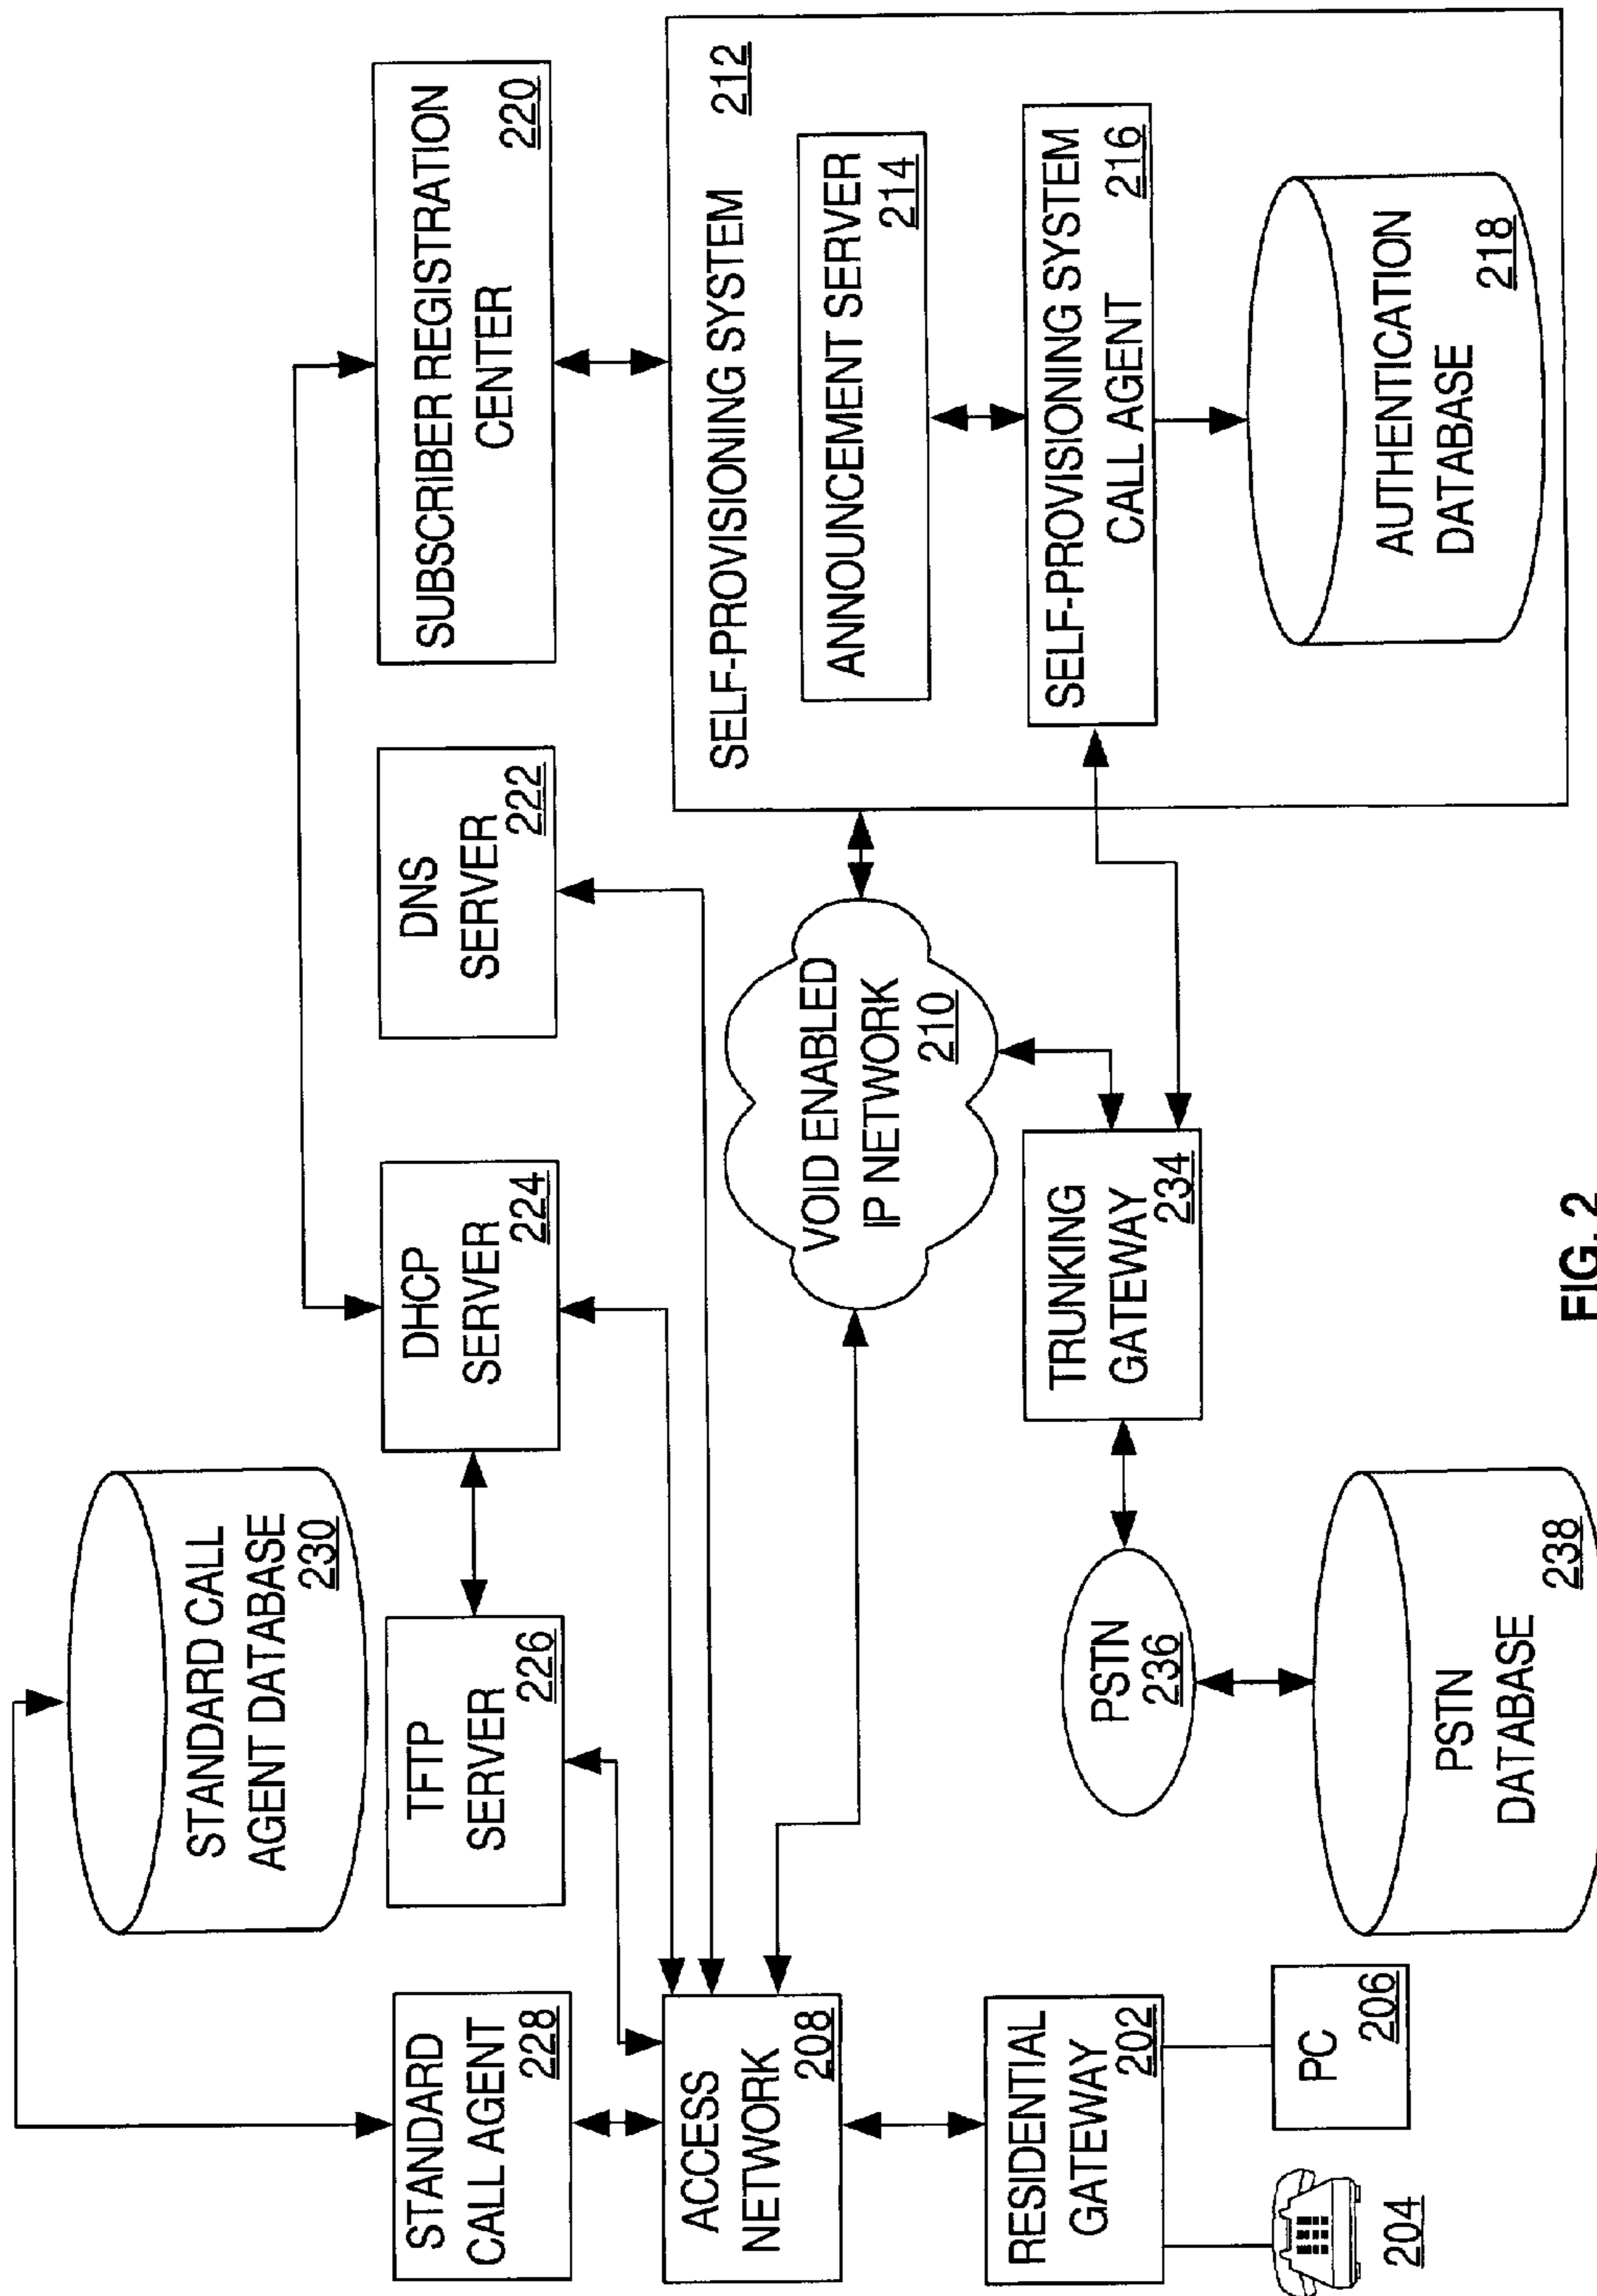 STANDARD CALL
AGENT DATABASE
230
STANDARD
CALL AGENT
228
TFTP
SERVER
226
DHCP
SERVER
224
DNS
SERVER
222
SUBSCRIBER REGISTRATION
CENTER
220
ACCESS
NETWORK
208
VOID ENABLED
IP NETWORK
210
SELF-PROVISIONING SYSTEM
212
ANNOUNCEMENT SERVER
214
SELF-PROVISIONING SYSTEM
CALL AGENT
216
AUTHENTICATION
DATABASE
218
RESIDENTIAL
GATEWAY
202
PSTN
236
TRUNKING
GATEWAY
234
204
PC
206
PSTN
DATABASE
238
FIG. 2